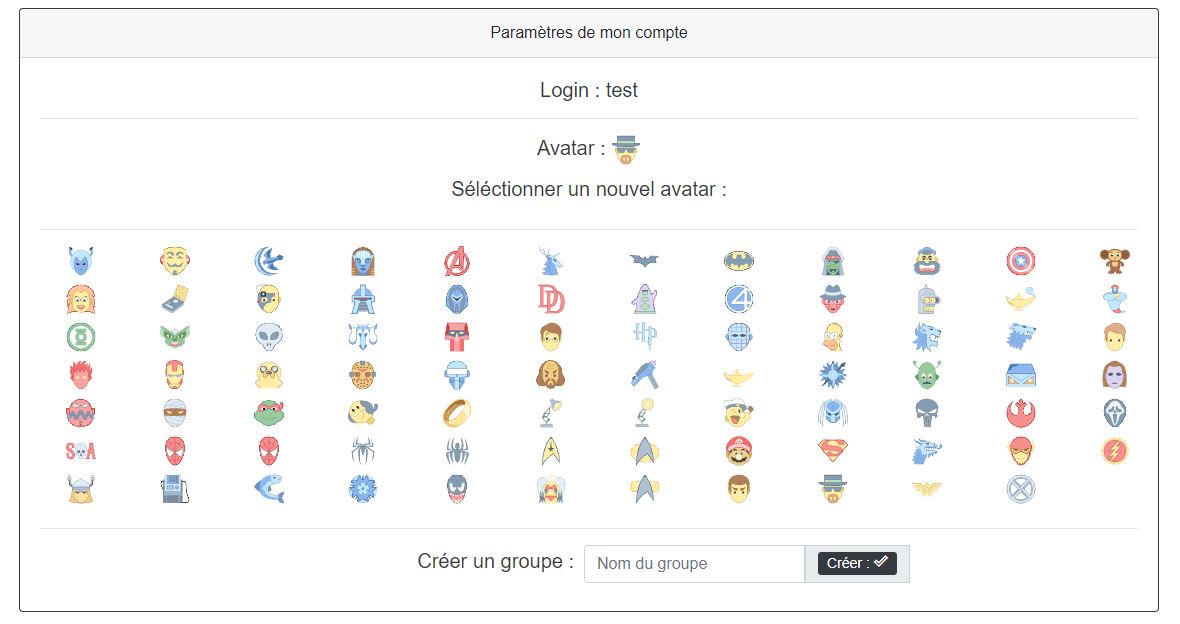 Paramètres de mon compte
Login : test
Avatar :
Séléctionner un nouvel avatar :
Créer un groupe : Nom du groupe Créer :